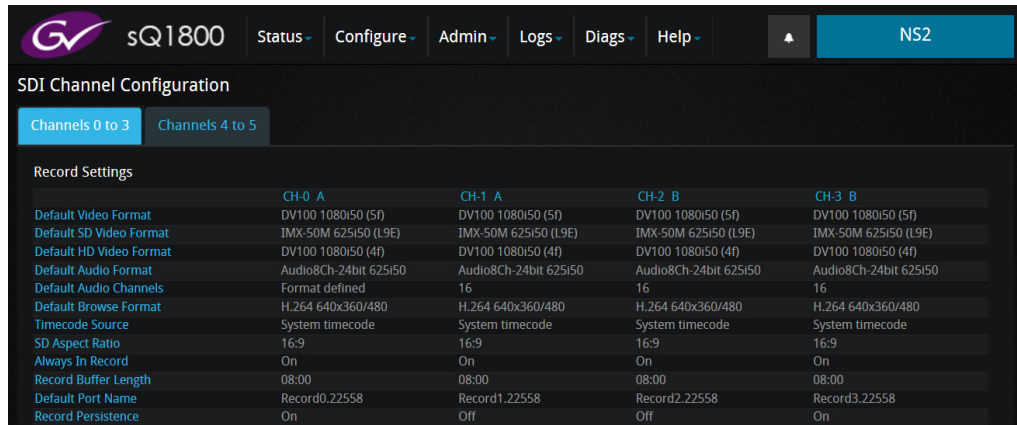 GV sQ1800 Status Configure Admin Logs Diags Help NS2
SDI Channel Configuration
Channels 0 to 3 Channels 4 to 5
Record Settings
CH-0 A CH-1 A CH-2 B CH-3 B
Default Video Format DV100 1080i50 (5f) DV100 1080i50 (5f) DV100 1080i50 (5f) DV100 1080i50 (5f)
Default SD Video Format IMX-50M 625i50 (L9E) IMX-50M 625i50 (L9E) IMX-50M 625i50 (L9E) IMX-50M 625i50 (L9E)
Default HD Video Format DV100 1080i50 (4f) DV100 1080i50 (4f) DV100 1080i50 (4f) DV100 1080i50 (4f)
Default Audio Format Audio8Ch-24bit 625i50 Audio8Ch-24bit 625i50 Audio8Ch-24bit 625i50 Audio8Ch-24bit 625i50
Default Audio Channels Format defined 16 16 16
Default Browse Format H.264 640x360/480 H.264 640x360/480 H.264 640x360/480 H.264 640x360/480
Timecode Source System timecode System timecode System timecode System timecode
SD Aspect Ratio 16:9 16:9 16:9 16:9
Always In Record On On On On
Record Buffer Length 08:00 08:00 08:00 08:00
Default Port Name Record0.22558 Record1.22558 Record2.22558 Record3.22558
Record Persistence On Off Off On